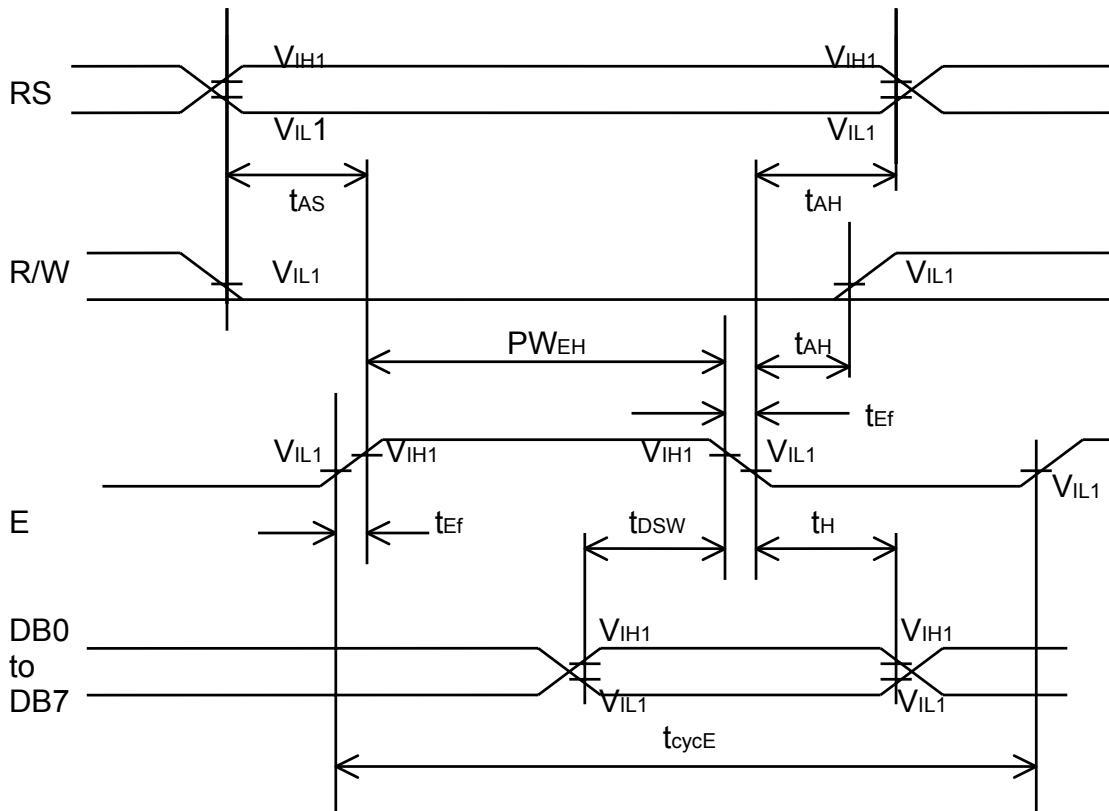 VIH1 VIH1
RS
VIL1 VIL1
tAS tAH
R/W VIL1 VIL1
PWEH tAH
tEf
VIL1 VIH1 VIH1 VIL1 VIL1
E tEf tDSW tH
DB0 VIH1 VIH1
to
DB7 VIL1 VIL1
tcycE